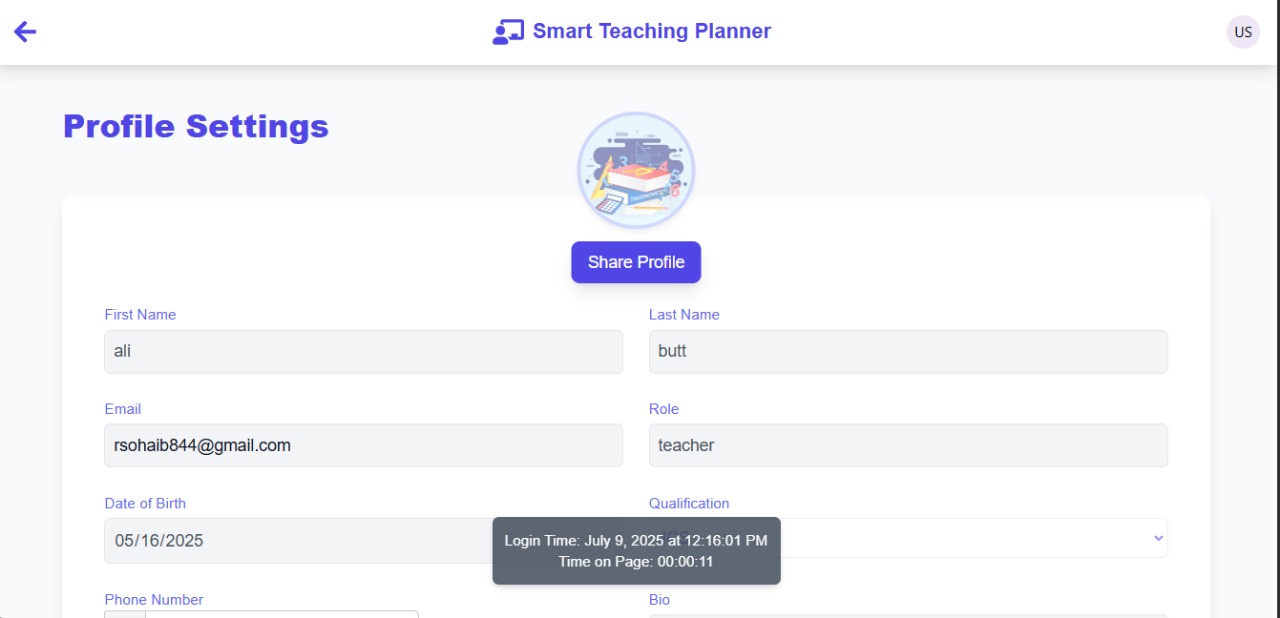 Smart Teaching Planner
US
Profile Settings
Share Profile
First Name
Last Name
ali
butt
Email
Role
rsohaib844@gmail.com
teacher
Date of Birth
Qualification
05/16/2025
Login Time: July 9, 2025 at 12:16:01 PM
Time on Page: 00:00:11
Phone Number
Bio